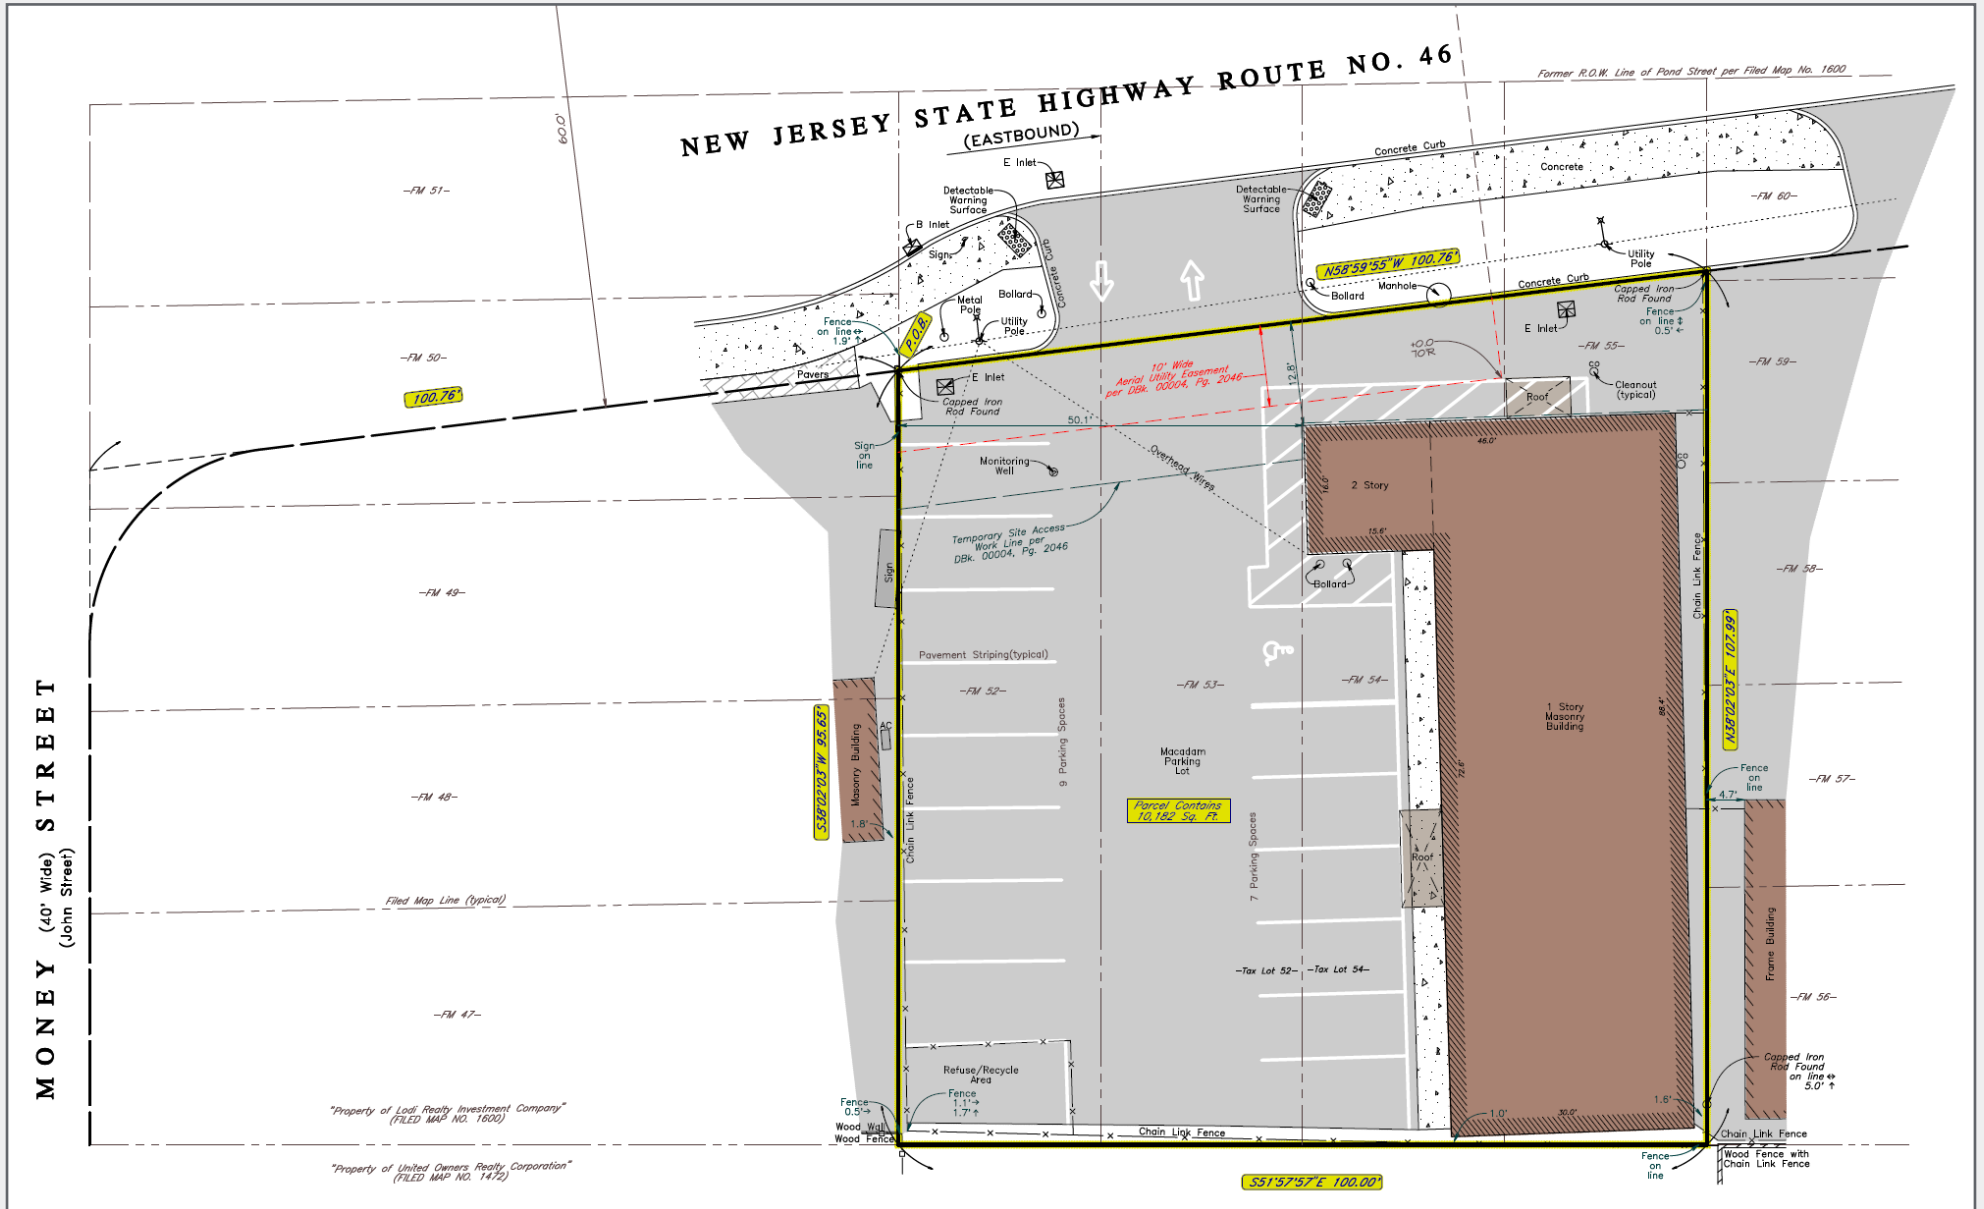 NEW JERSEY STATE HIGHWAY ROUTE NO. 46
(EASTBOUND)
Former R.O.W. Line of Pond Street per Filed Map No. 1600
60.0'
E Inlet
Detectable
Warning
Surface
Detectable
Warning
Surface
Concrete Curb
Concrete
-FM 51-
-FM 60-
B Inlet
Sign
Concrete Curb
N58°59'55"W 100.76'
Utility
Pole
Bollard
Manhole
Concrete Curb
Capped Iron
Rod Found
Fence
on line
0.5'
Metal
Pole
Bollard
Utility
Pole
Fence
on line
1.9'
P.O.B.
E Inlet
-FM 50-
Pavers
100.76'
E Inlet
Capped Iron
Rod Found
10' Wide
Aerial Utility Easement
per DBk. 00004, Pg. 2046
12.8'
-FM 55-
-FM 59-
Roof
Cleanout
(typical)
CO
50.1'
Sign
on
line
Monitoring
Well
Overhead Wires
46.0'
16.0'
2 Story
15.6'
CO
Temporary Site Access
Work Line per
DBk. 00004, Pg. 2046
Chain Link Fence
-FM 49-
Sign
Bollard
-FM 58-
Pavement Striping(typical)
-FM 52-
-FM 53-
-FM 54-
N38°02'03"E 107.99'
S38°02'03"W 95.65'
Masonry Building
AC
1.8'
Chain Link Fence
9 Parking Spaces
Macadam
Parking
Lot
Parcel Contains
10,182 Sq. Ft.
7 Parking Spaces
1 Story
Masonry
Building
88.4'
72.6'
Roof
Fence
on
line
4.7'
-FM 57-
-FM 48-
MONEY (40' Wide) STREET
(John Street)
Filed Map Line (typical)
-Tax Lot 52-
-Tax Lot 54-
Frame Building
-FM 56-
-FM 47-
Refuse/Recycle
Area
Capped Iron
Rod Found
on line
5.0'
"Property of Lodi Realty Investment Company"
(FILED MAP NO. 1600)
Fence
0.5'
Fence
1.1'
1.7'
1.0'
30.0'
1.6'
Wood Wall
Wood Fence
Chain Link Fence
Chain Link Fence
"Property of United Owners Realty Corporation"
(FILED MAP NO. 1472)
Fence
on
line
Wood Fence with
Chain Link Fence
S51°57'57"E 100.00'